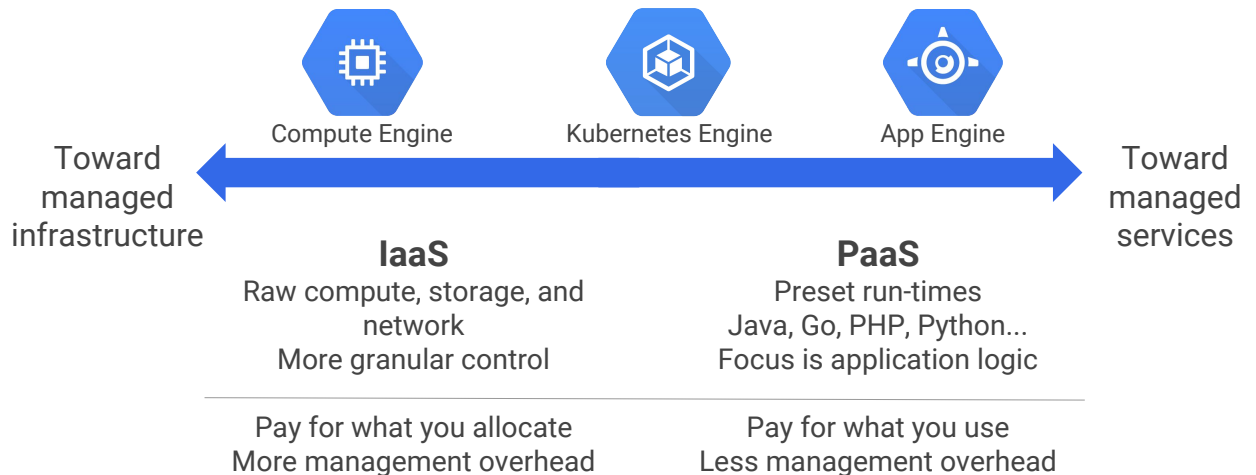 Compute Engine
Kubernetes Engine
App Engine
Toward
managed
infrastructure
Toward
managed
services
IaaS
Raw compute, storage, and
network
More granular control
PaaS
Preset run-times
Java, Go, PHP, Python...
Focus is application logic
Pay for what you allocate
More management overhead
Pay for what you use
Less management overhead